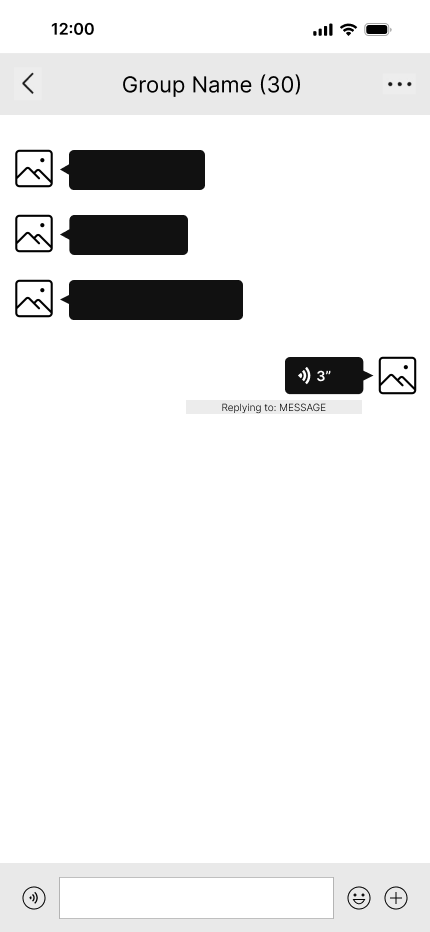 12:00
Group Name (30)
3”
Replying to: MESSAGE